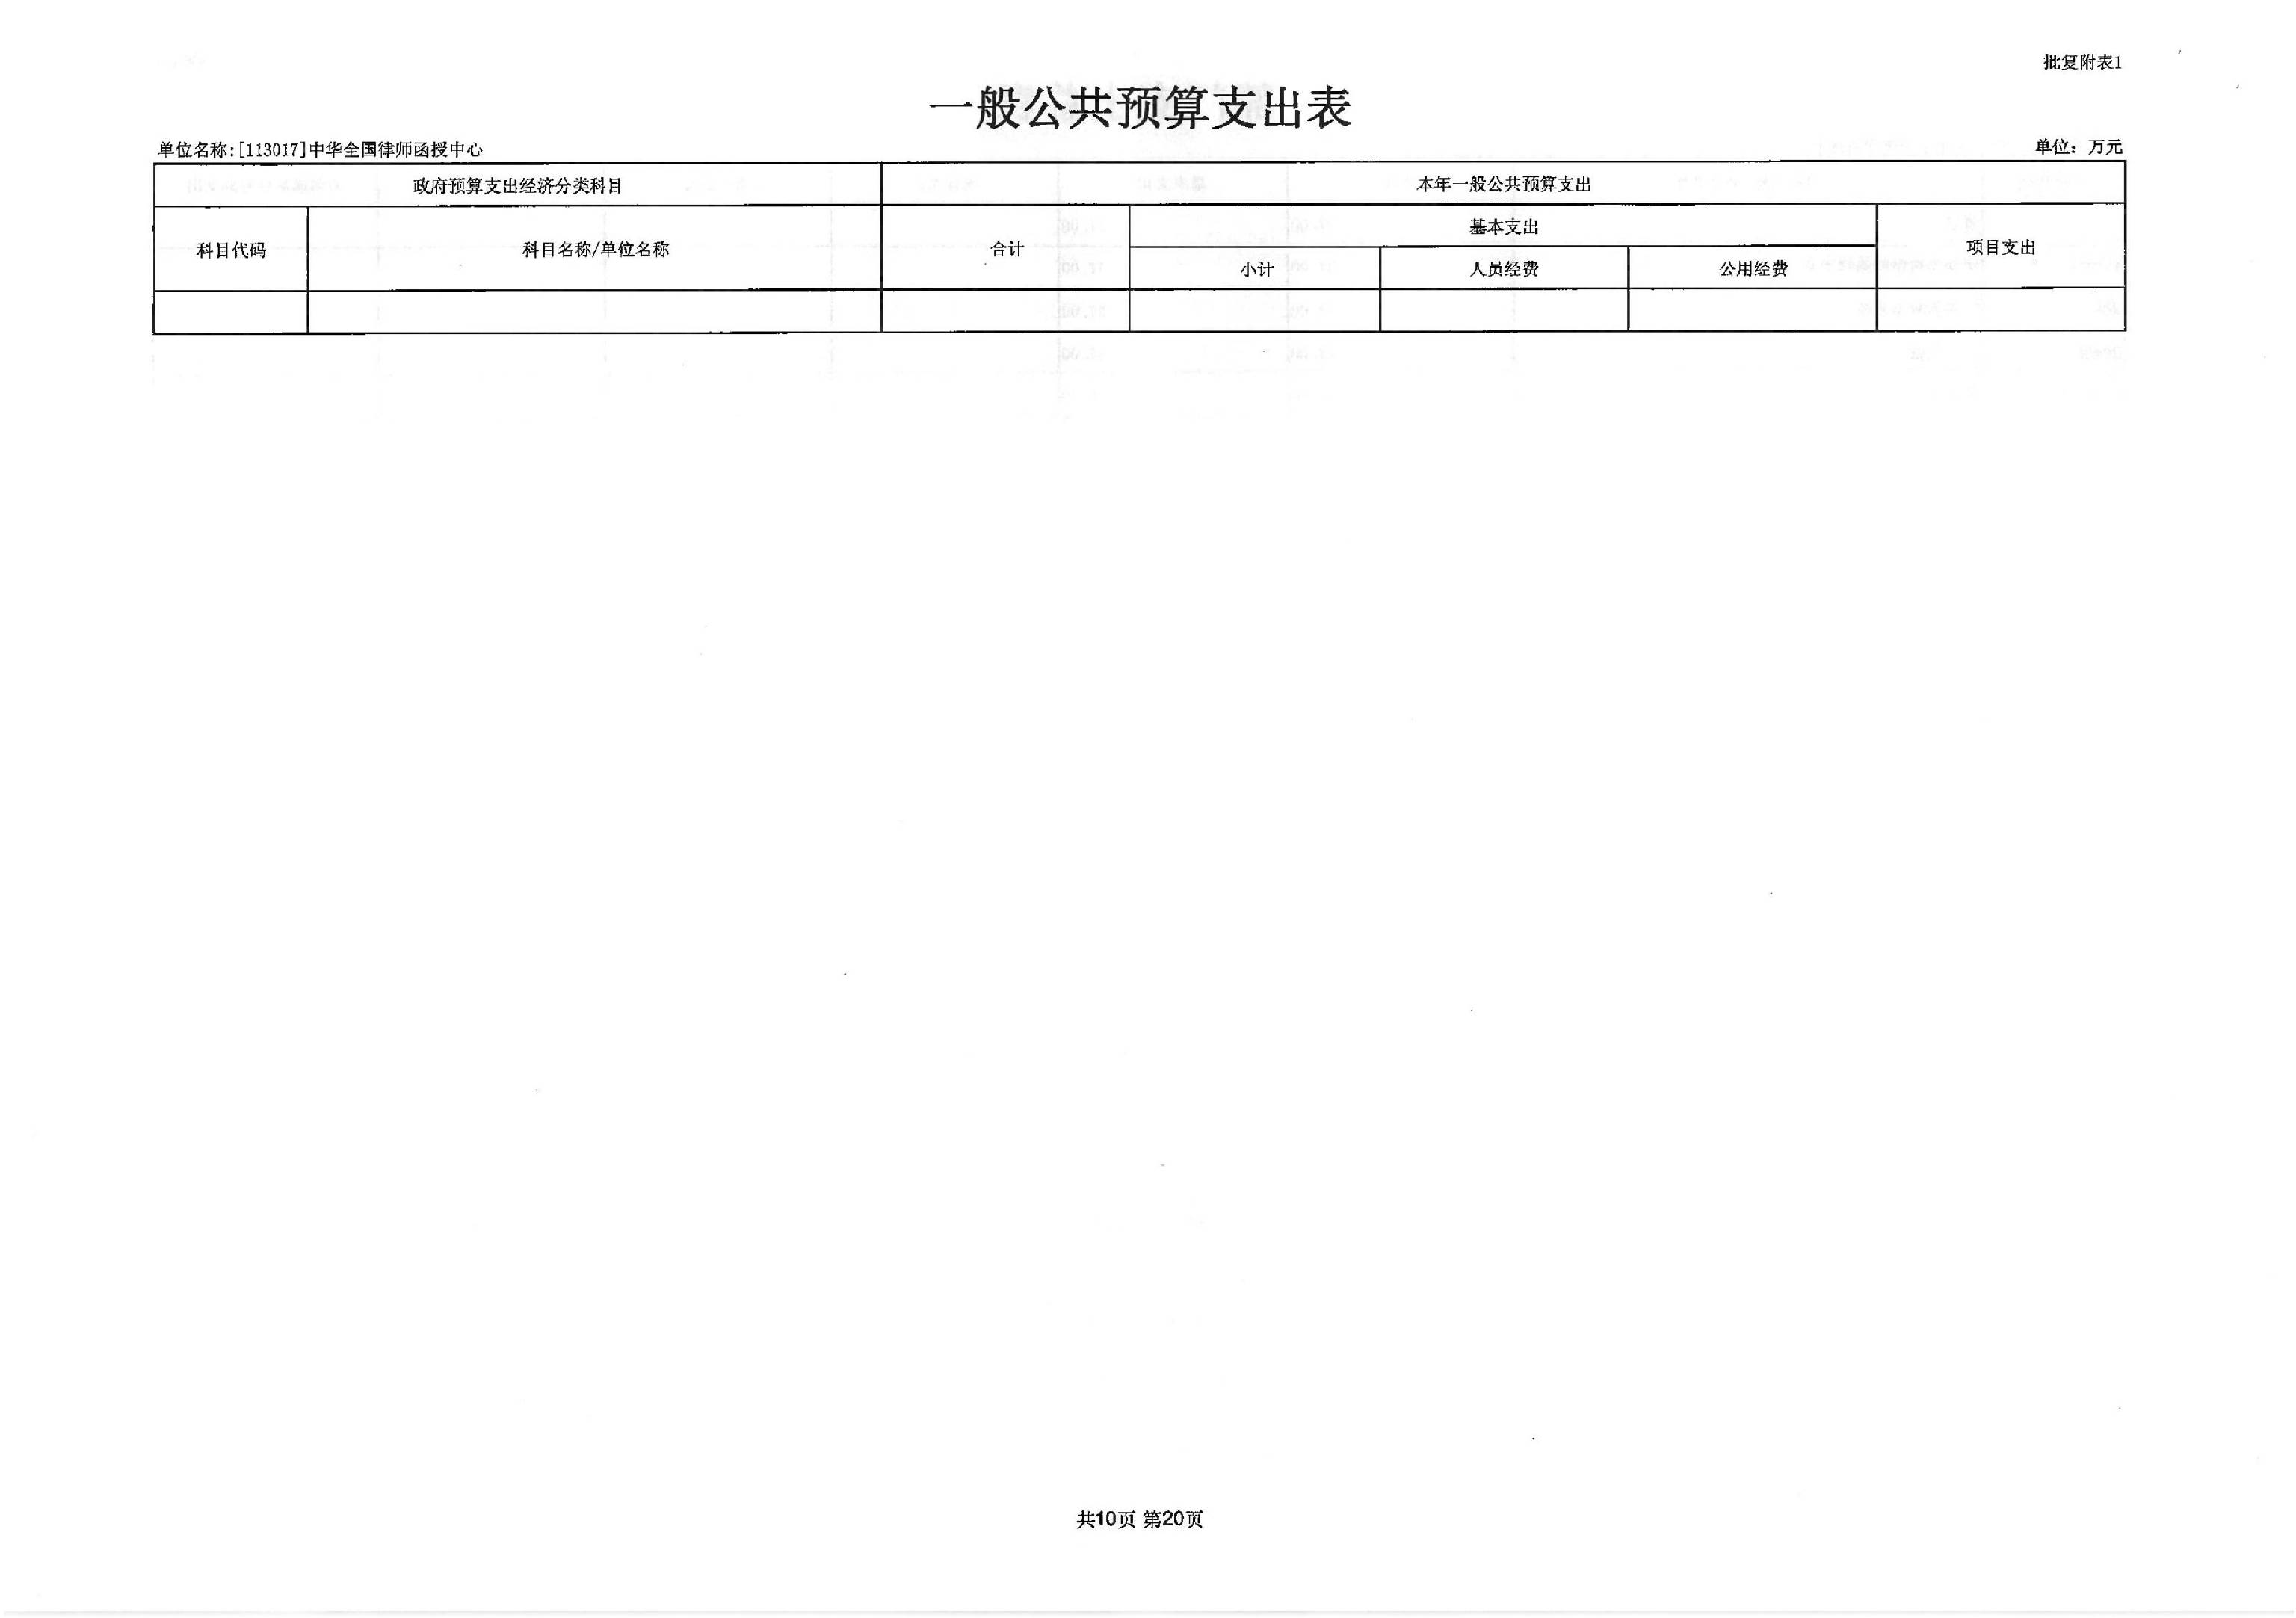 批复附表1
一般公共预算支出表
单位名称:[113017]中华全国律师函授中心 单位：万元
政府预算支出经济分类科目 本年一般公共预算支出
科目代码 科目名称/单位名称 合计 基本支出 项目支出
小计 人员经费 公用经费
共10页 第20页